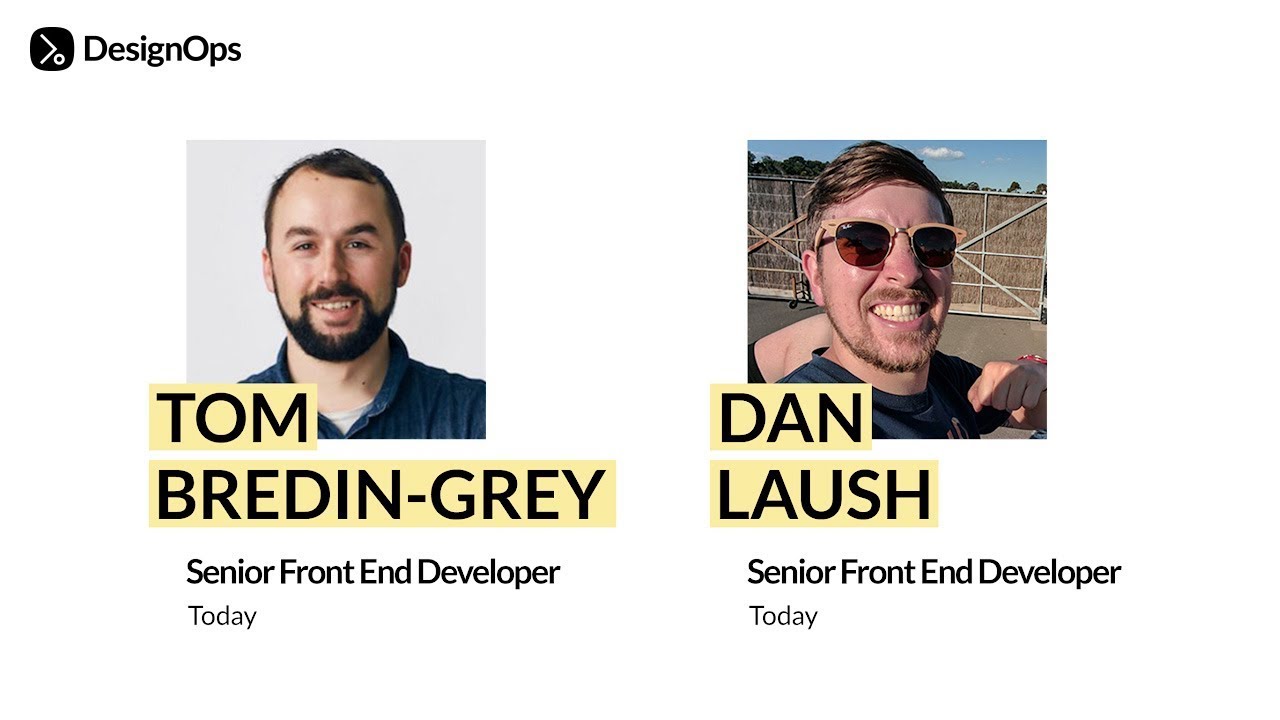 DesignOps
TOM
BREDIN-GREY
Senior Front End Developer
Today
DAN
LAUSH
Senior Front End Developer
Today